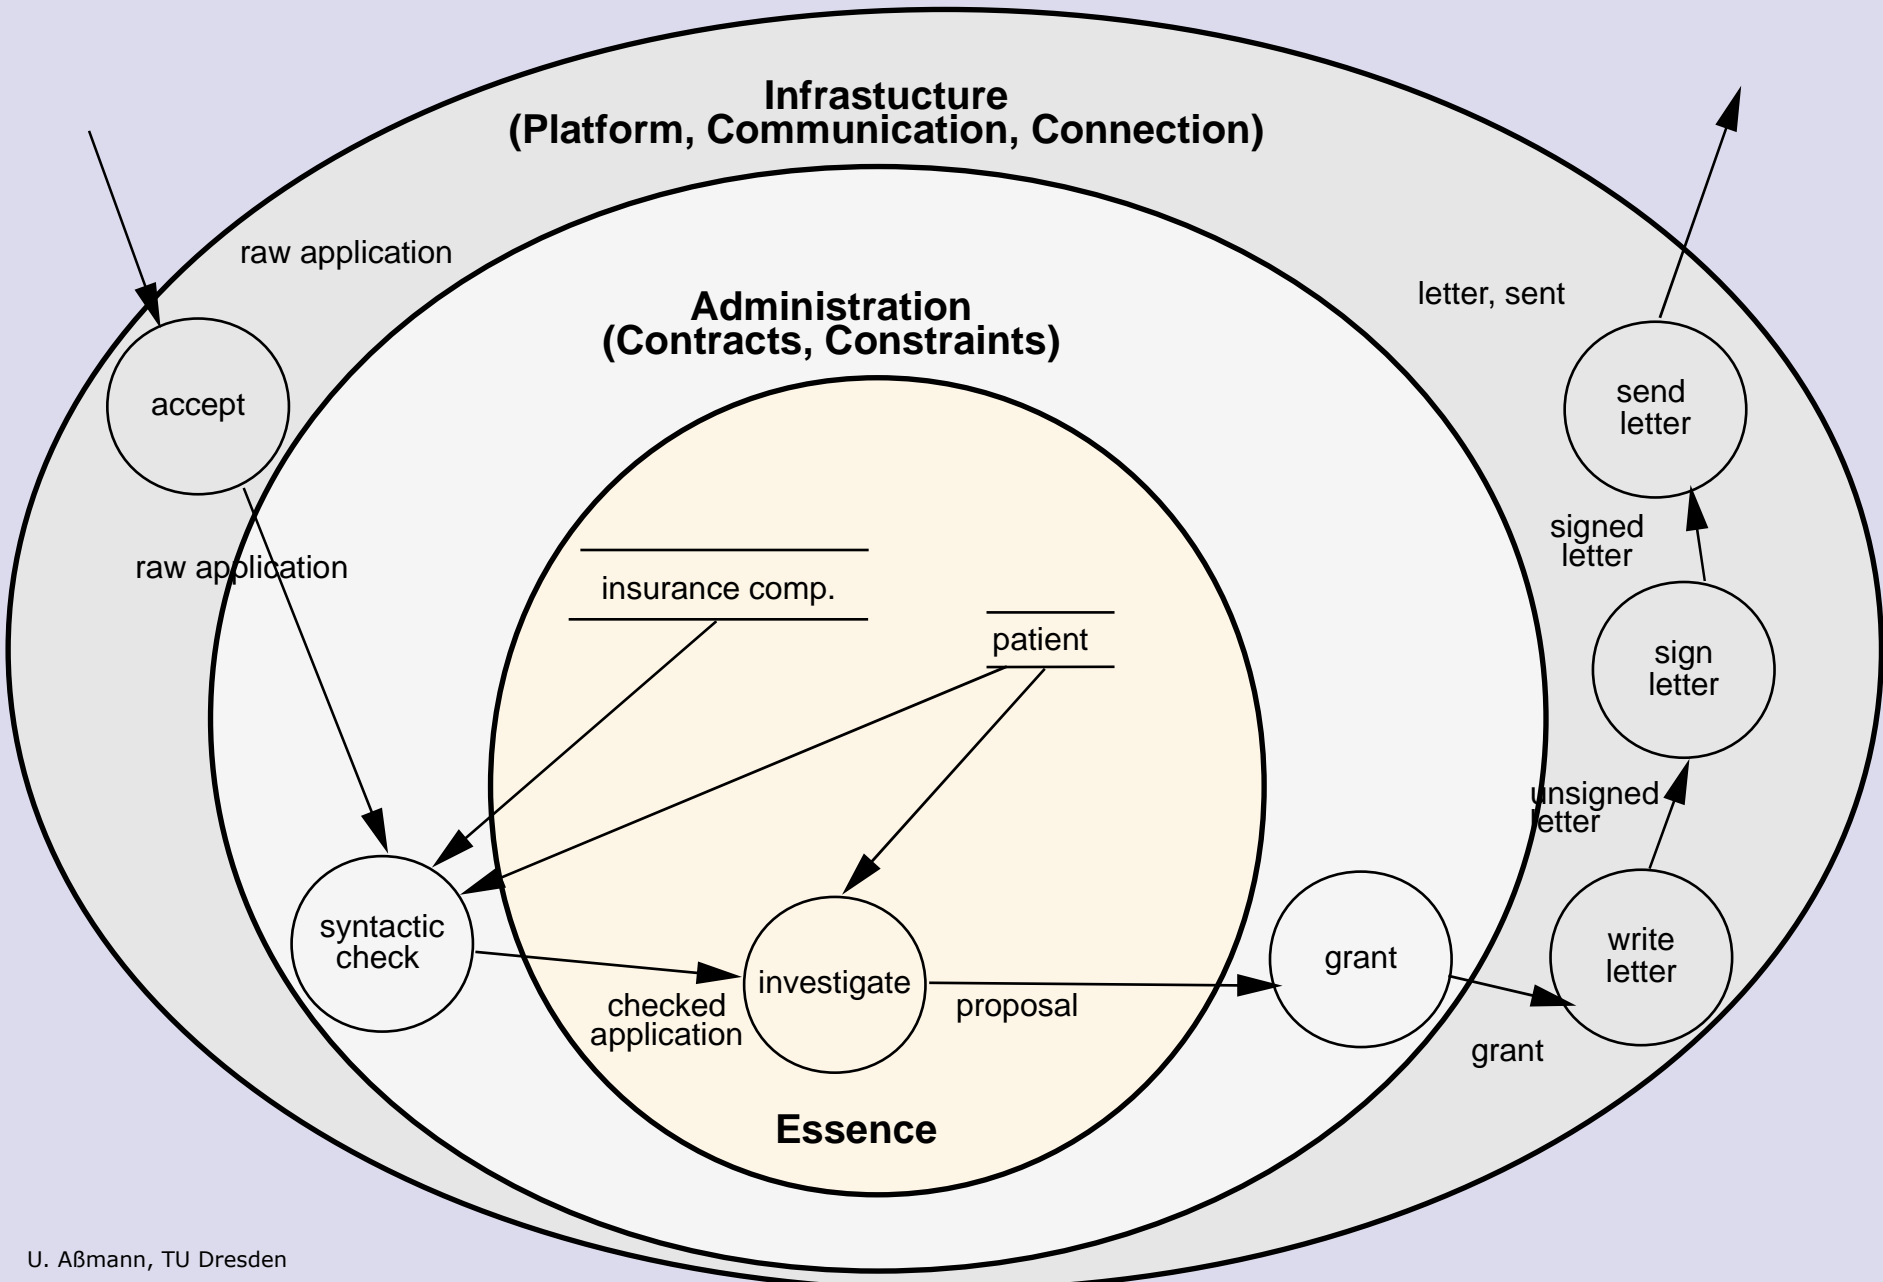 Infrastucture
(Platform, Communication, Connection)
raw application
Administration
(Contracts, Constraints)
letter, sent
accept
send
letter
signed
letter
raw application
insurance comp.
patient
sign
letter
unsigned
letter
syntactic
check
investigate
checked
application
proposal
grant
write
letter
grant
Essence
U. Aßmann, TU Dresden